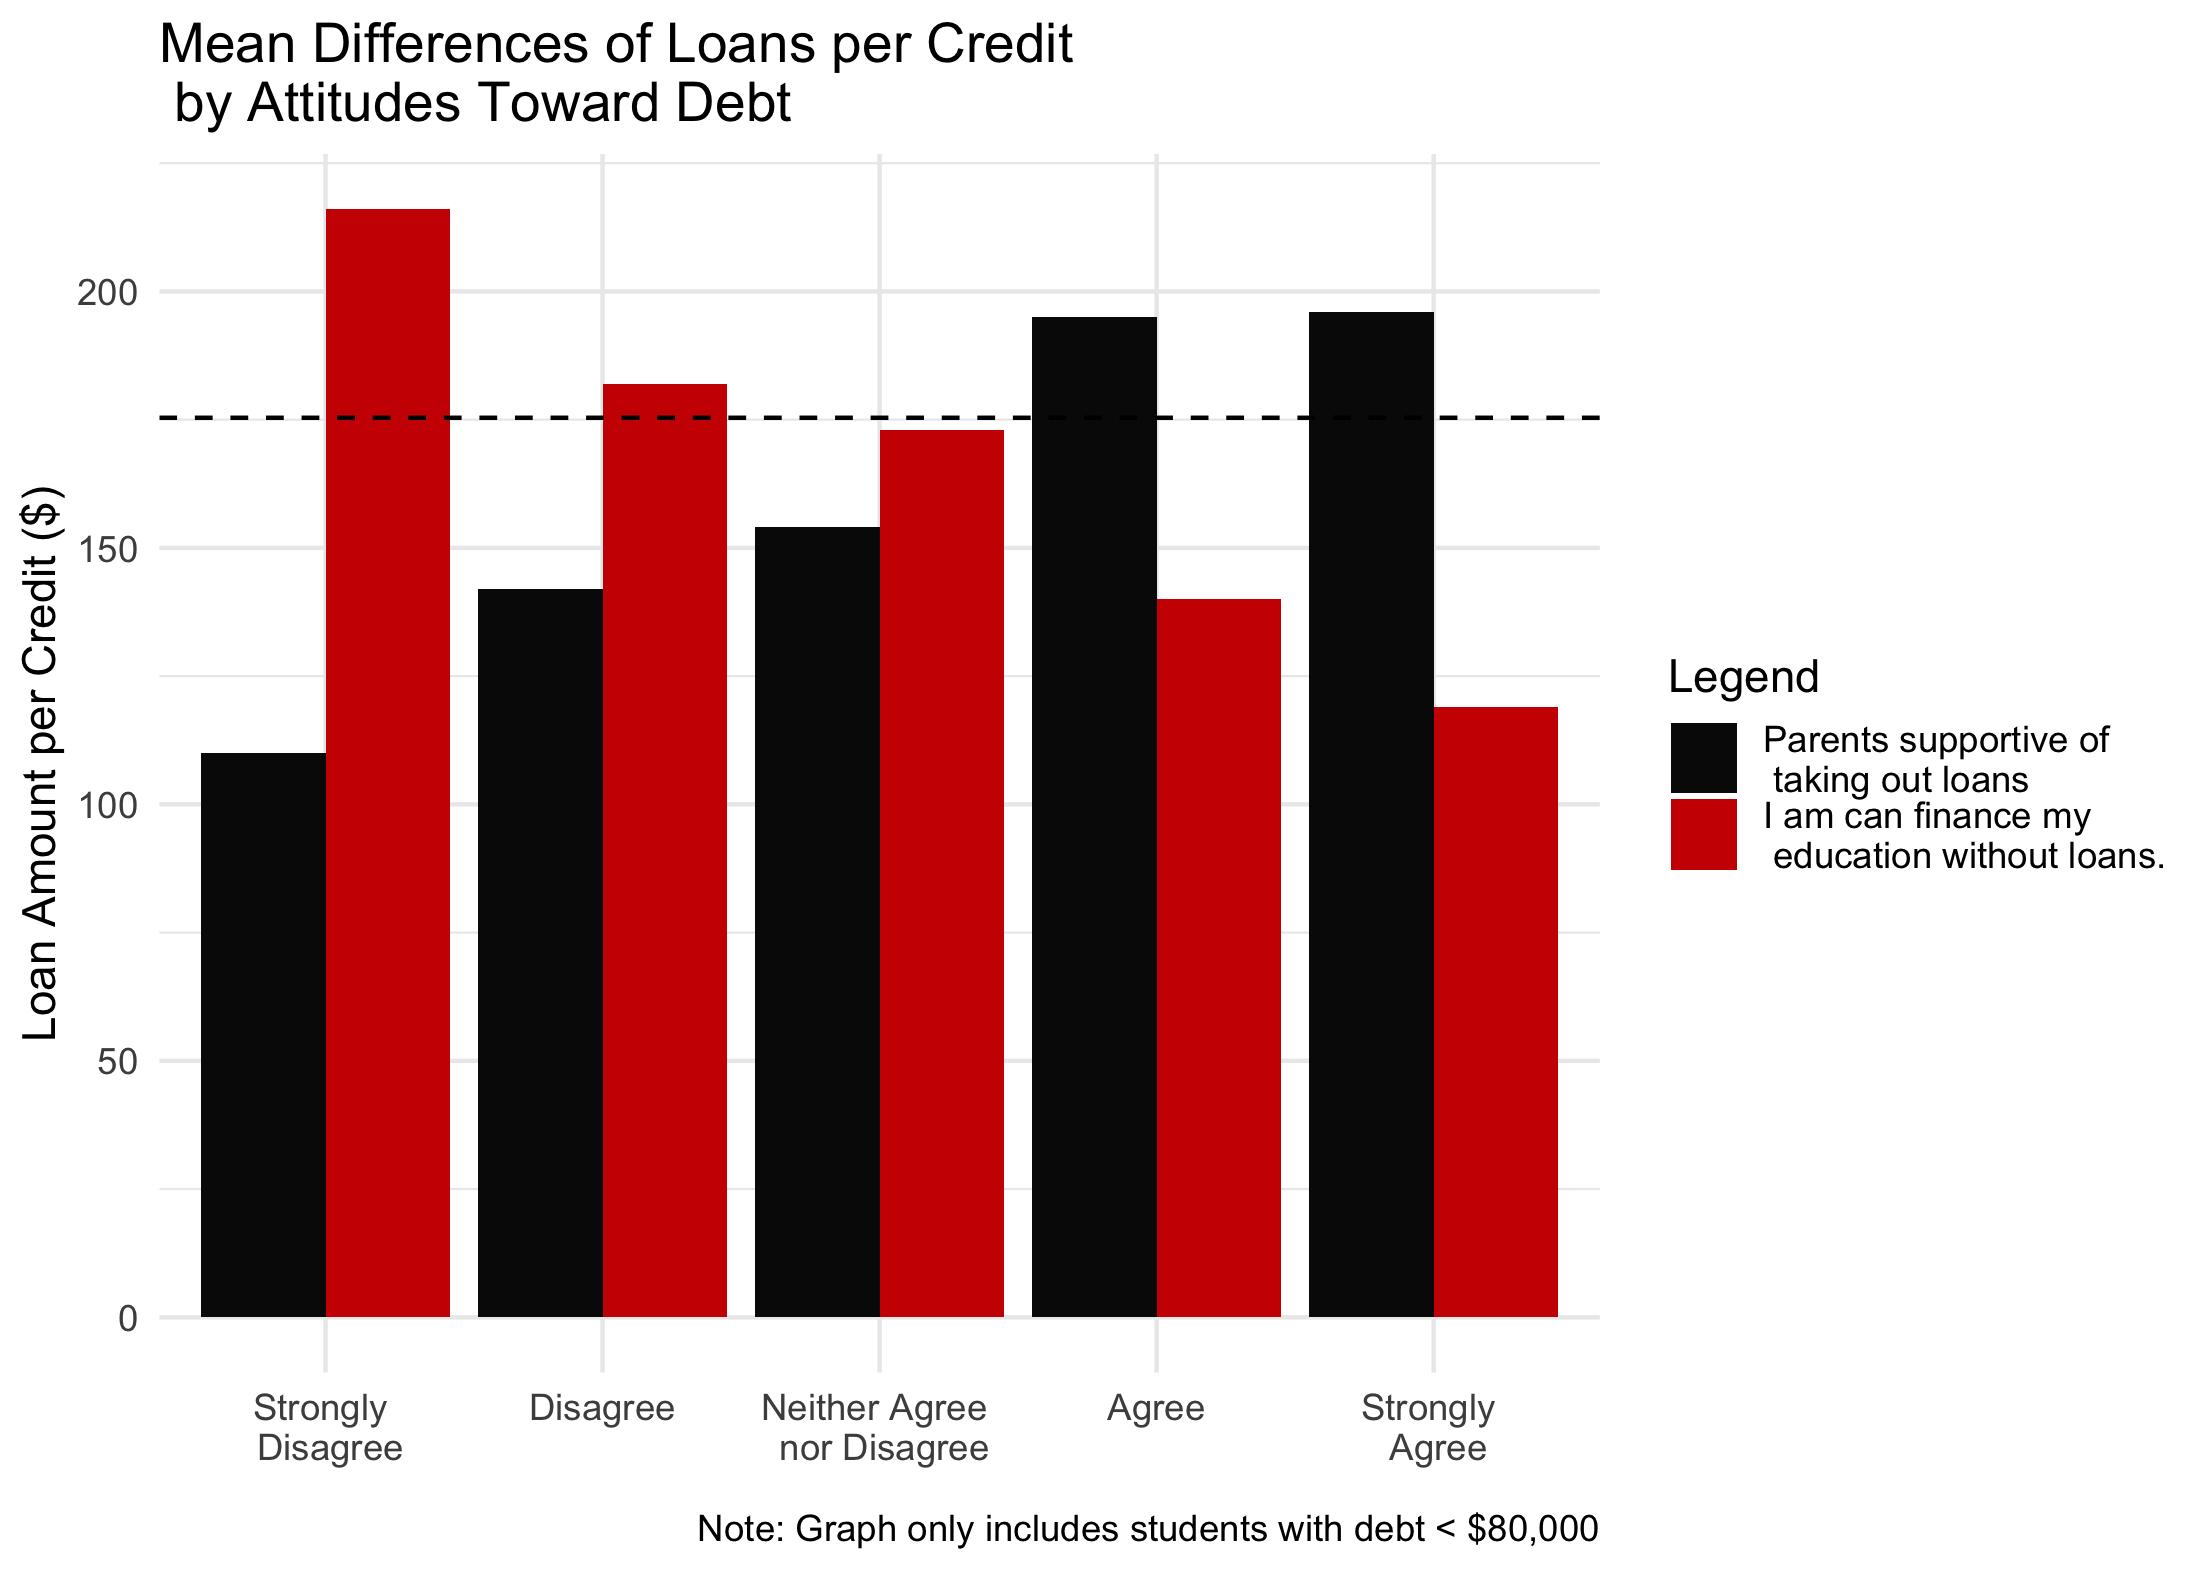 Mean Differences of Loans per Credit
by Attitudes Toward Debt
Loan Amount per Credit ($)
200
150
100
50
0
Strongly
Disagree
Disagree
Neither Agree
nor Disagree
Agree
Strongly
Agree
Legend
Parents supportive of
taking out loans
I am can finance my
education without loans.
Note: Graph only includes students with debt < $80,000